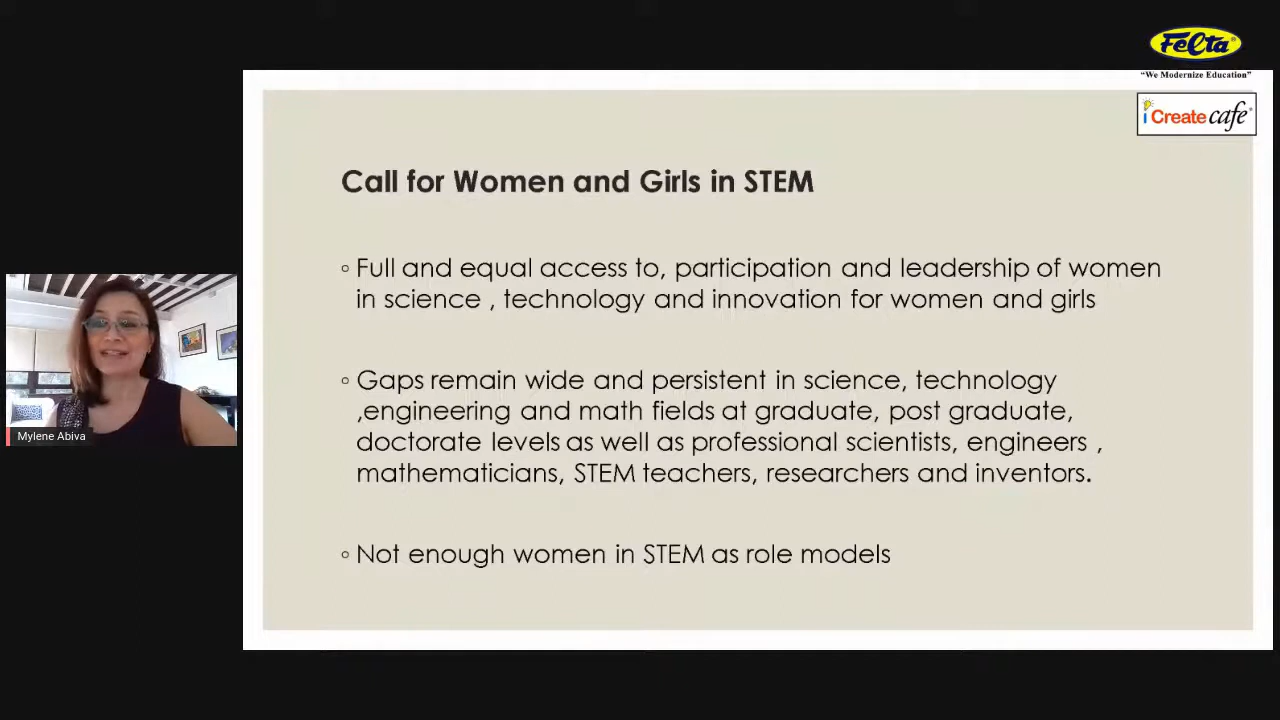 Felta
"We Modernize Education"
i Create cafe
Call for Women and Girls in STEM
Full and equal access to, participation and leadership of women
in science , technology and innovation for women and girls
Gaps remain wide and persistent in science, technology
,engineering and math fields at graduate, post graduate,
doctorate levels as well as professional scientists, engineers ,
mathematicians, STEM teachers, researchers and inventors.
Not enough women in STEM as role models
Mylene Abiva